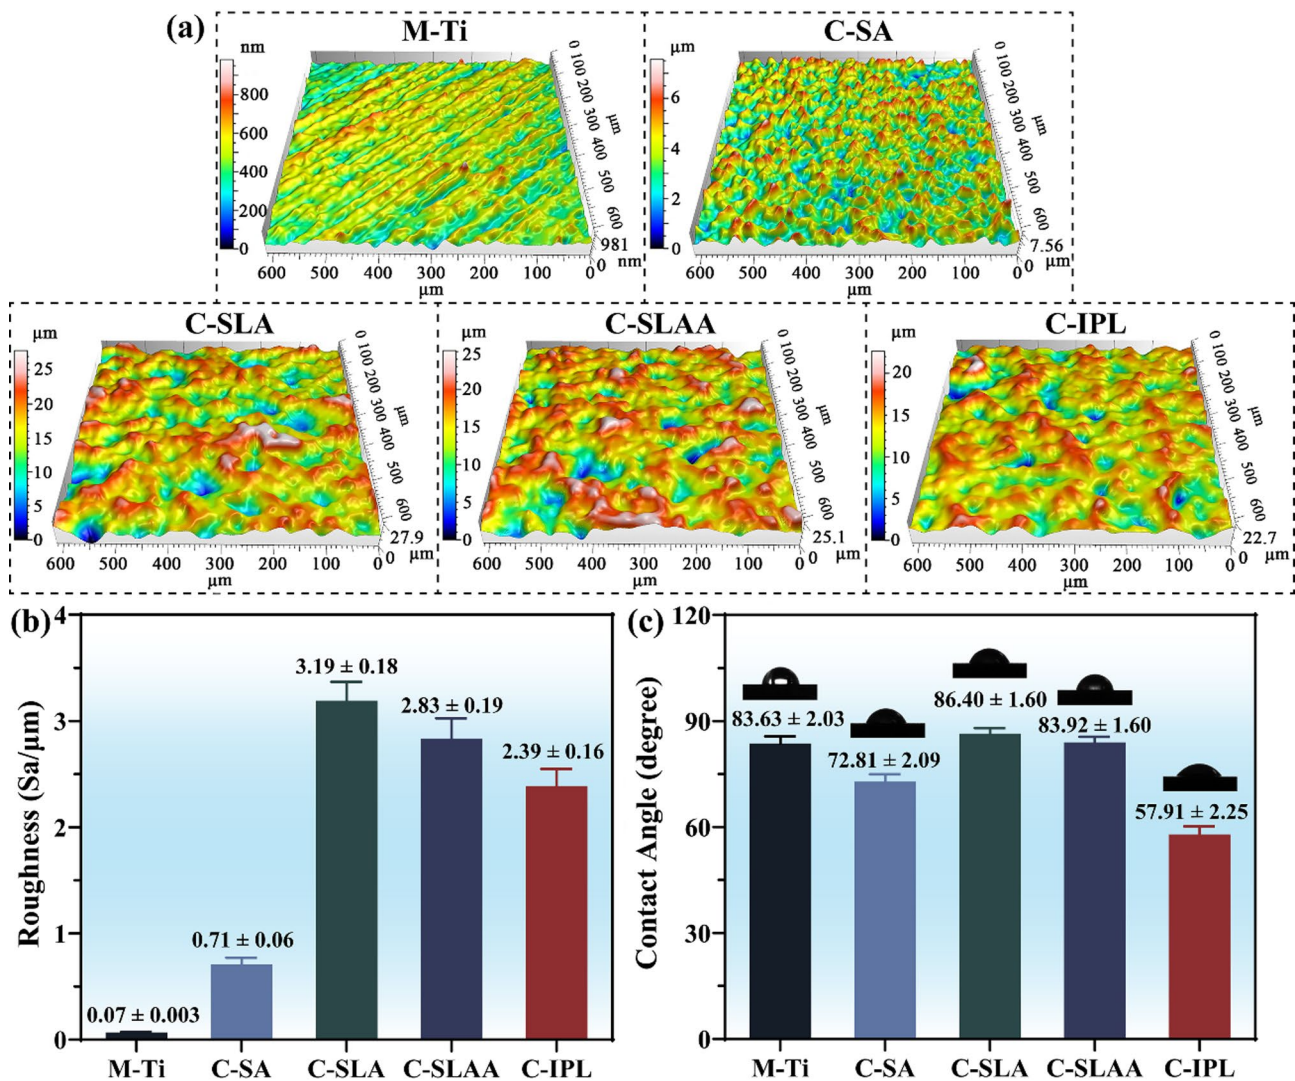 (a)
M-Ti
nm
800
600
400
200
0
600 500 400 300 200 100 0
μm
0 100 200 300 400 500 600
μm
981
nm
C-SA
μm
6
4
2
0
600 500 400 300 200 100 0
μm
0 100 200 300 400 500 600
μm
7.56
μm
C-SLA
μm
25
20
15
10
5
0
600 500 400 300 200 100 0
μm
0 100 200 300 400 500 600
μm
27.9
μm
C-SLAA
μm
25
20
15
10
5
0
600 500 400 300 200 100 0
μm
0 100 200 300 400 500 600
μm
25.1
μm
C-IPL
μm
20
15
10
5
0
600 500 400 300 200 100 0
μm
0 100 200 300 400 500 600
μm
22.7
μm
(b)
Roughness (Sa/μm)
4
3
2
1
0
0.07 ± 0.003
0.71 ± 0.06
3.19 ± 0.18
2.83 ± 0.19
2.39 ± 0.16
M-Ti C-SA C-SLA C-SLAA C-IPL
(c)
Contact Angle (degree)
120
90
60
30
0
83.63 ± 2.03
72.81 ± 2.09
86.40 ± 1.60
83.92 ± 1.60
57.91 ± 2.25
M-Ti C-SA C-SLA C-SLAA C-IPL